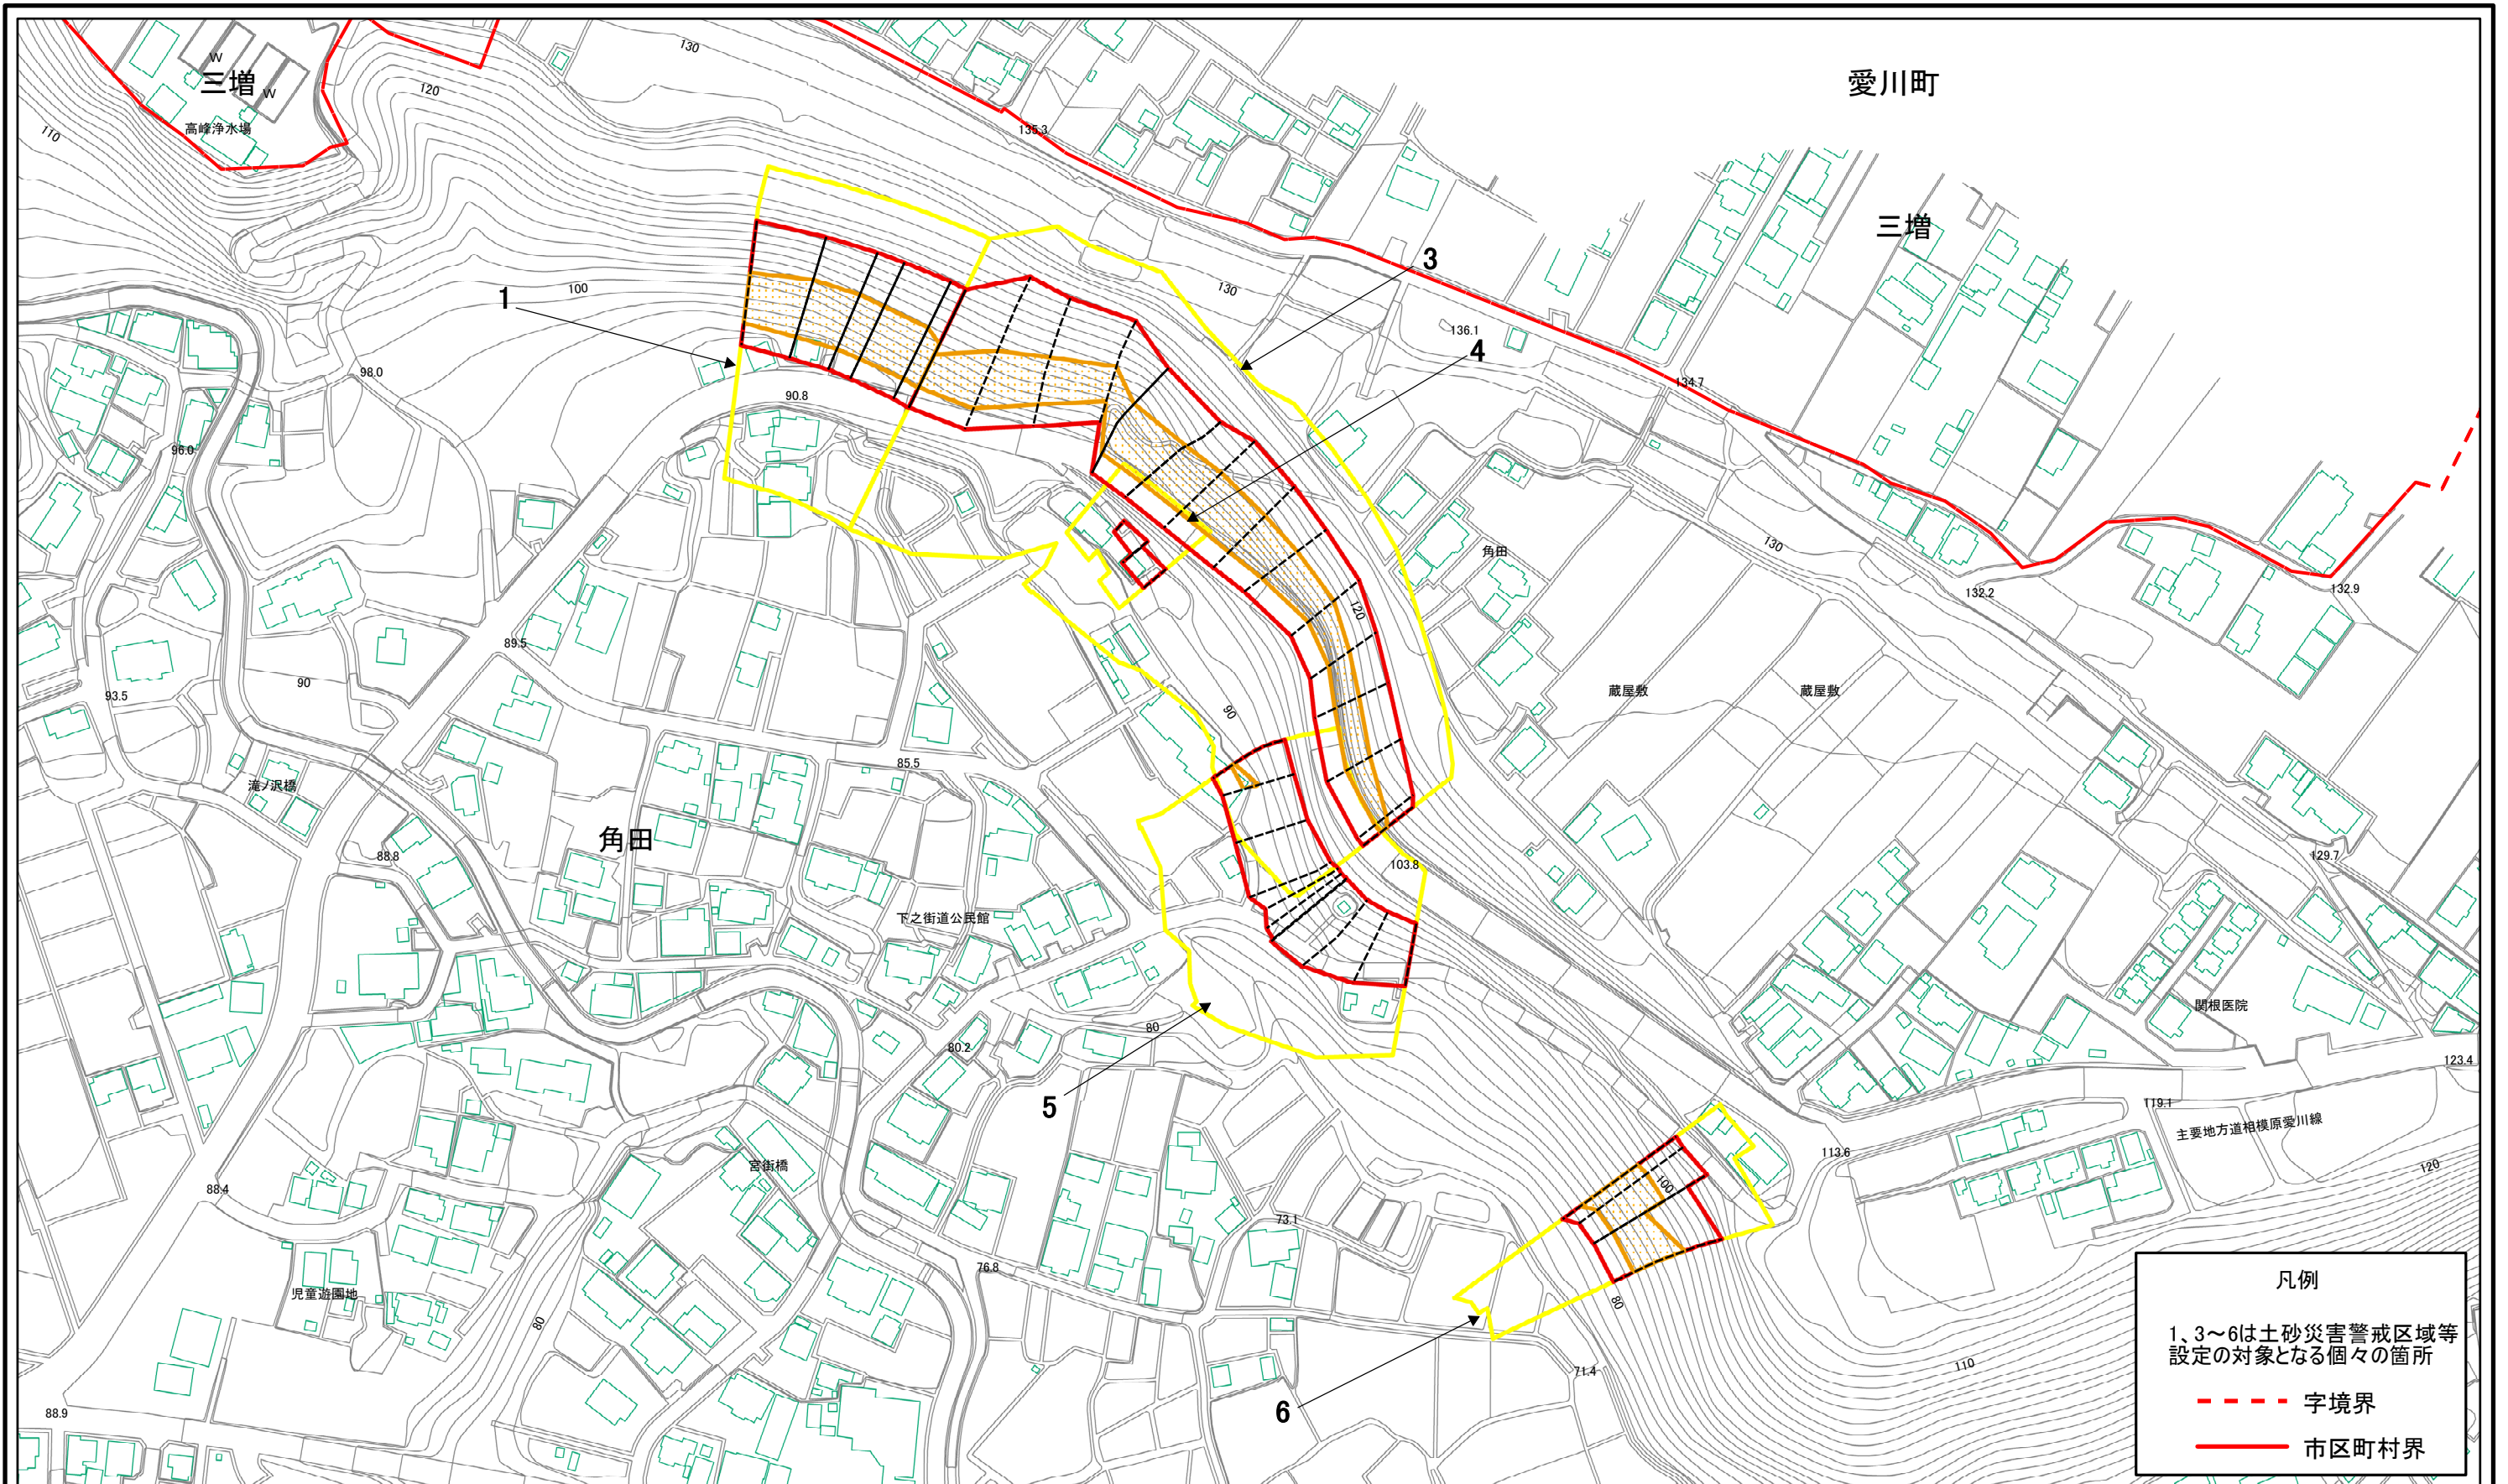 130
愛川町
三増
W
W
120
高峰浄水場
110
135.3
三増
3
130
1
100
136.1
4
134.7
98.0
90.8
96.0
角田
130
132.2
132.9
120
89.5
90
93.5
蔵屋敷
蔵屋敷
90
85.5
滝ノ沢橋
角田
88.8
103.8
129.7
下之街道公民館
関根医院
80
80.2
123.4
5
119.1
主要地方道相模原愛川線
113.6
120
宮街橋
100
88.4
73.1
76.8
児童遊園地
80
80
6
110
71.4
88.9
凡例
1、3～6は土砂災害警戒区域等
設定の対象となる個々の箇所
字境界
市区町村界